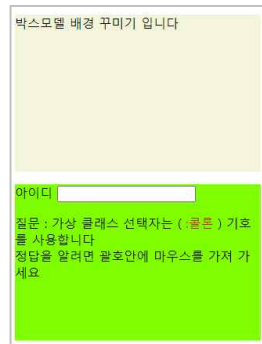 박스모델 배경 꾸미기 입니다
아이디
질문 : 가상 클래스 선택자는 ( :콜론 ) 기호
를 사용합니다
정답을 알려면 괄호안에 마우스를 가져 가
세요